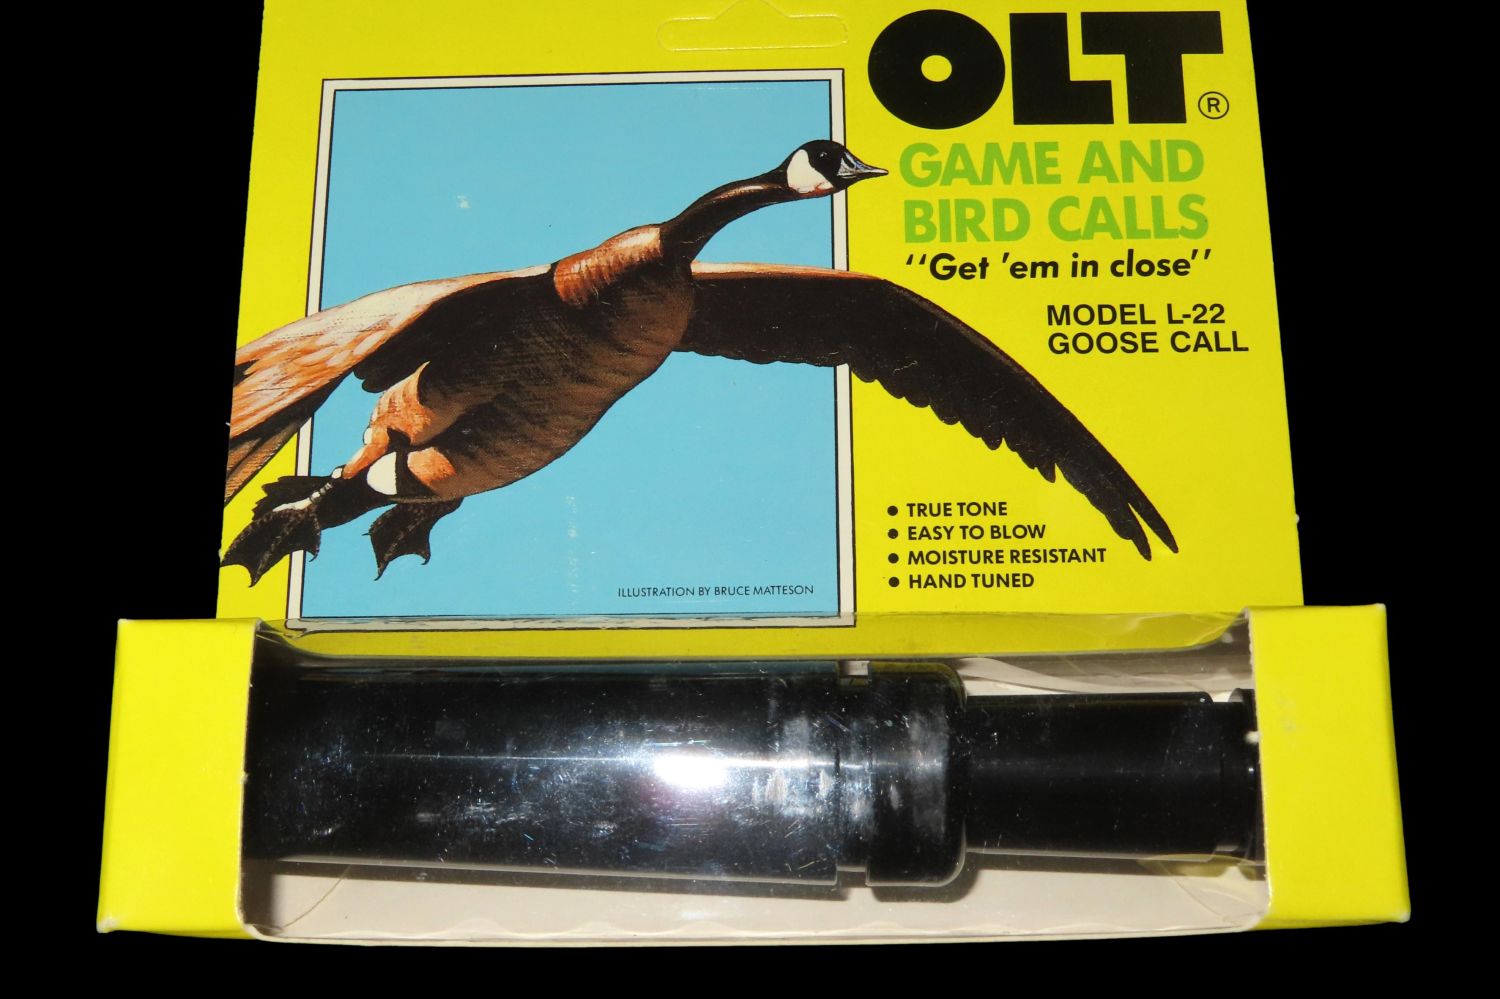 OLT®
GAME AND
BIRD CALLS
‘‘Get ’em in close’’
MODEL L-22
GOOSE CALL
● TRUE TONE
● EASY TO BLOW
● MOISTURE RESISTANT
● HAND TUNED
ILLUSTRATION BY BRUCE MATTESON